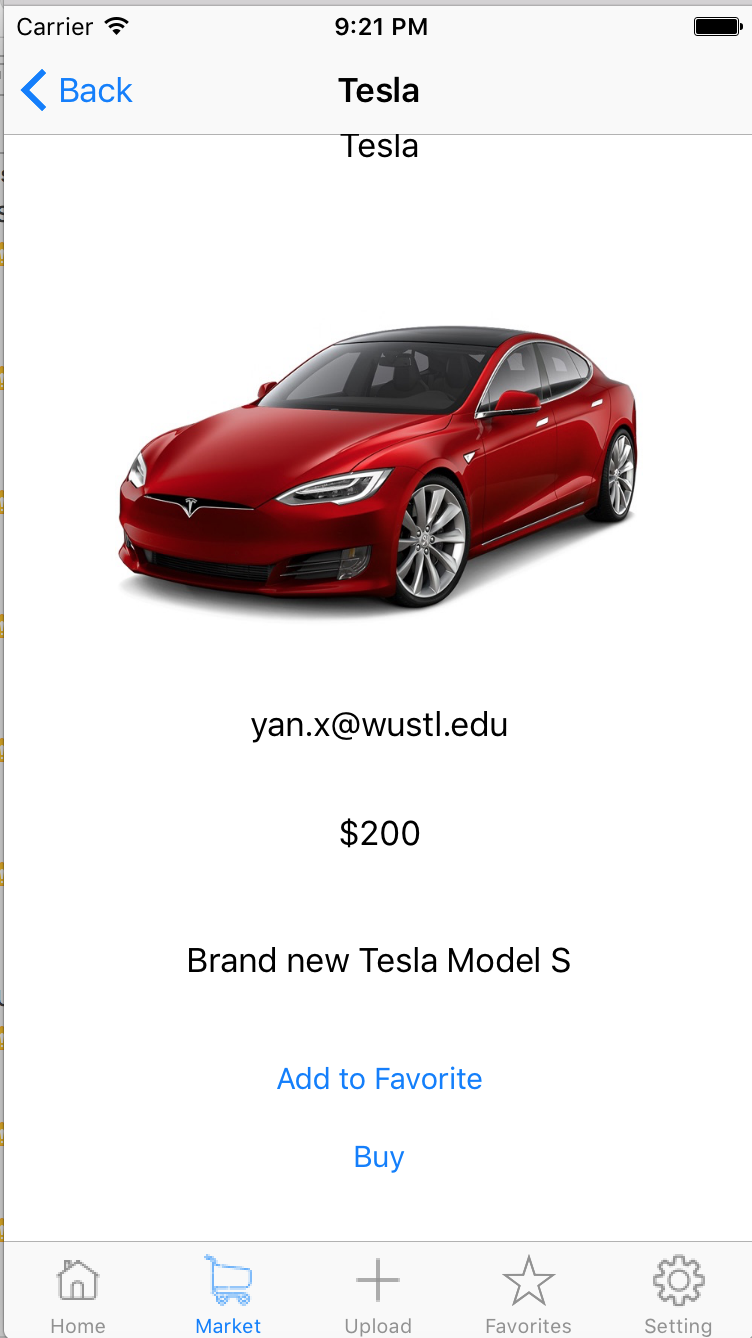 Carrier 9:21 PM
Back Tesla
Tesla
yan.x@wustl.edu
$200
Brand new Tesla Model S
Add to Favorite
Buy
Home Market Upload Favorites Setting